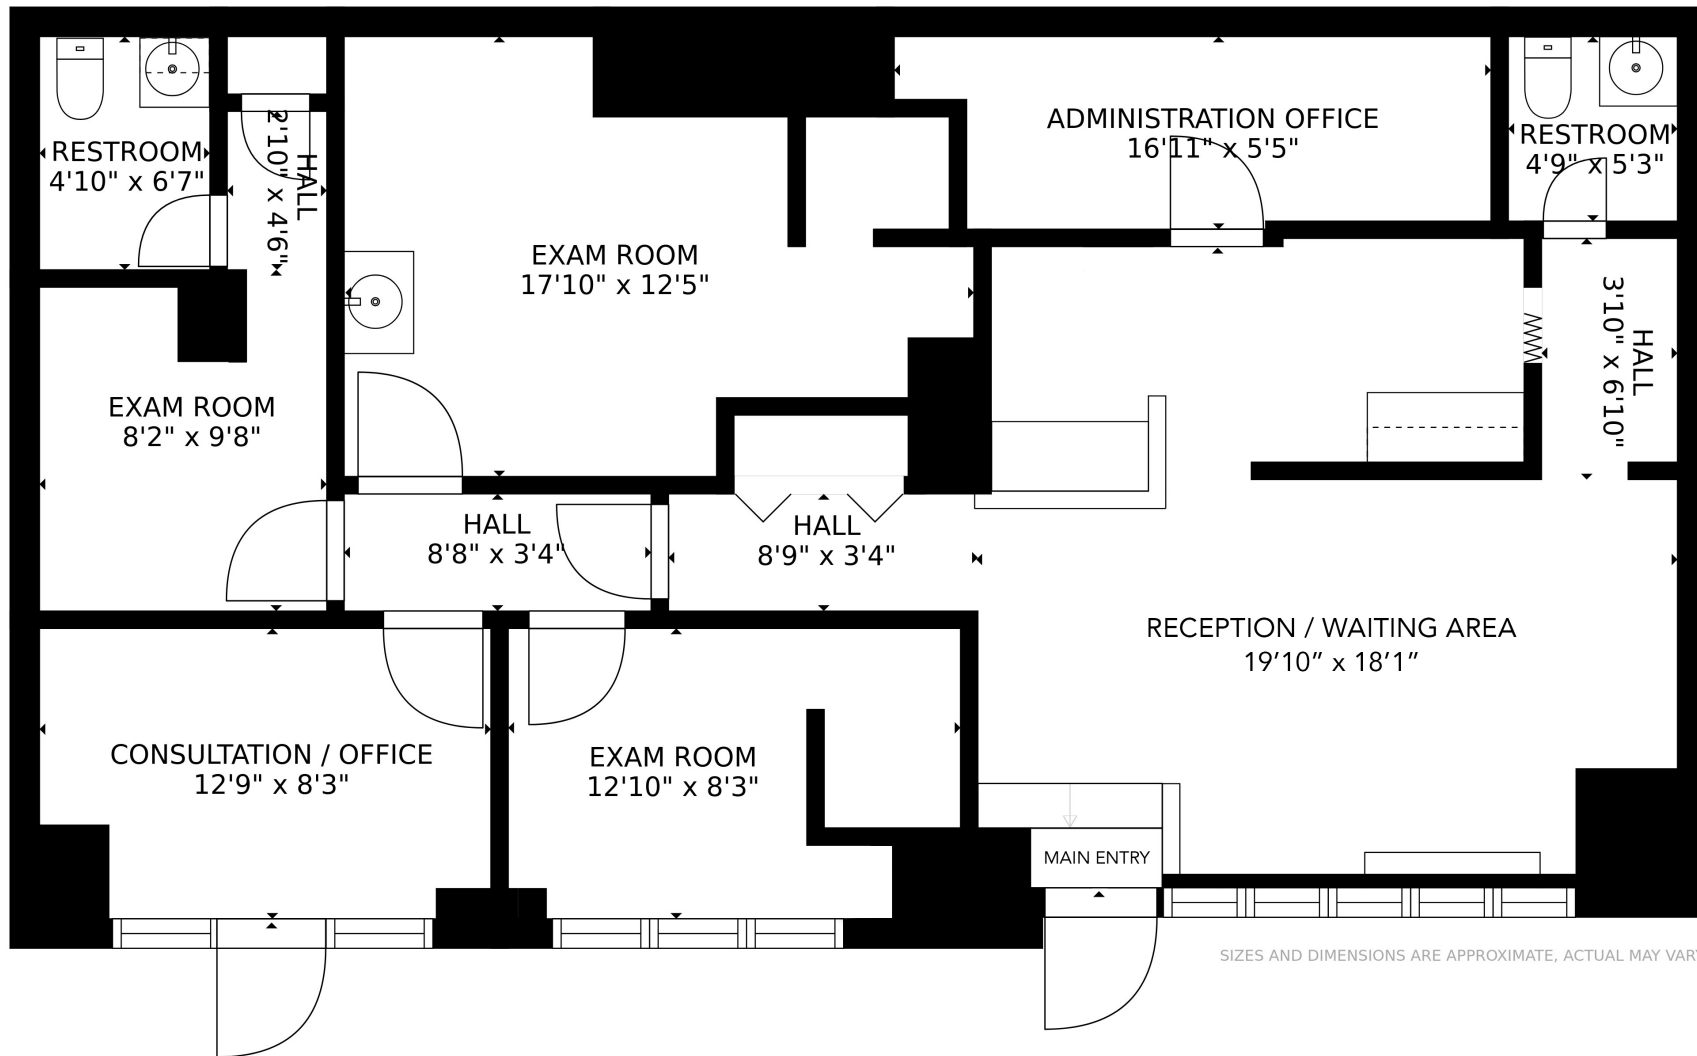 RESTROOM
4'10" x 6'7"
HALL
2'10" x 4'6"
EXAM ROOM
17'10" x 12'5"
ADMINISTRATION OFFICE
16'11" x 5'5"
RESTROOM
4'9" x 5'3"
HALL
3'10" x 6'10"
EXAM ROOM
8'2" x 9'8"
HALL
8'8" x 3'4"
HALL
8'9" x 3'4"
RECEPTION / WAITING AREA
19’10” x 18’1”
CONSULTATION / OFFICE
12'9" x 8'3"
EXAM ROOM
12'10" x 8'3"
MAIN ENTRY
SIZES AND DIMENSIONS ARE APPROXIMATE, ACTUAL MAY VARY